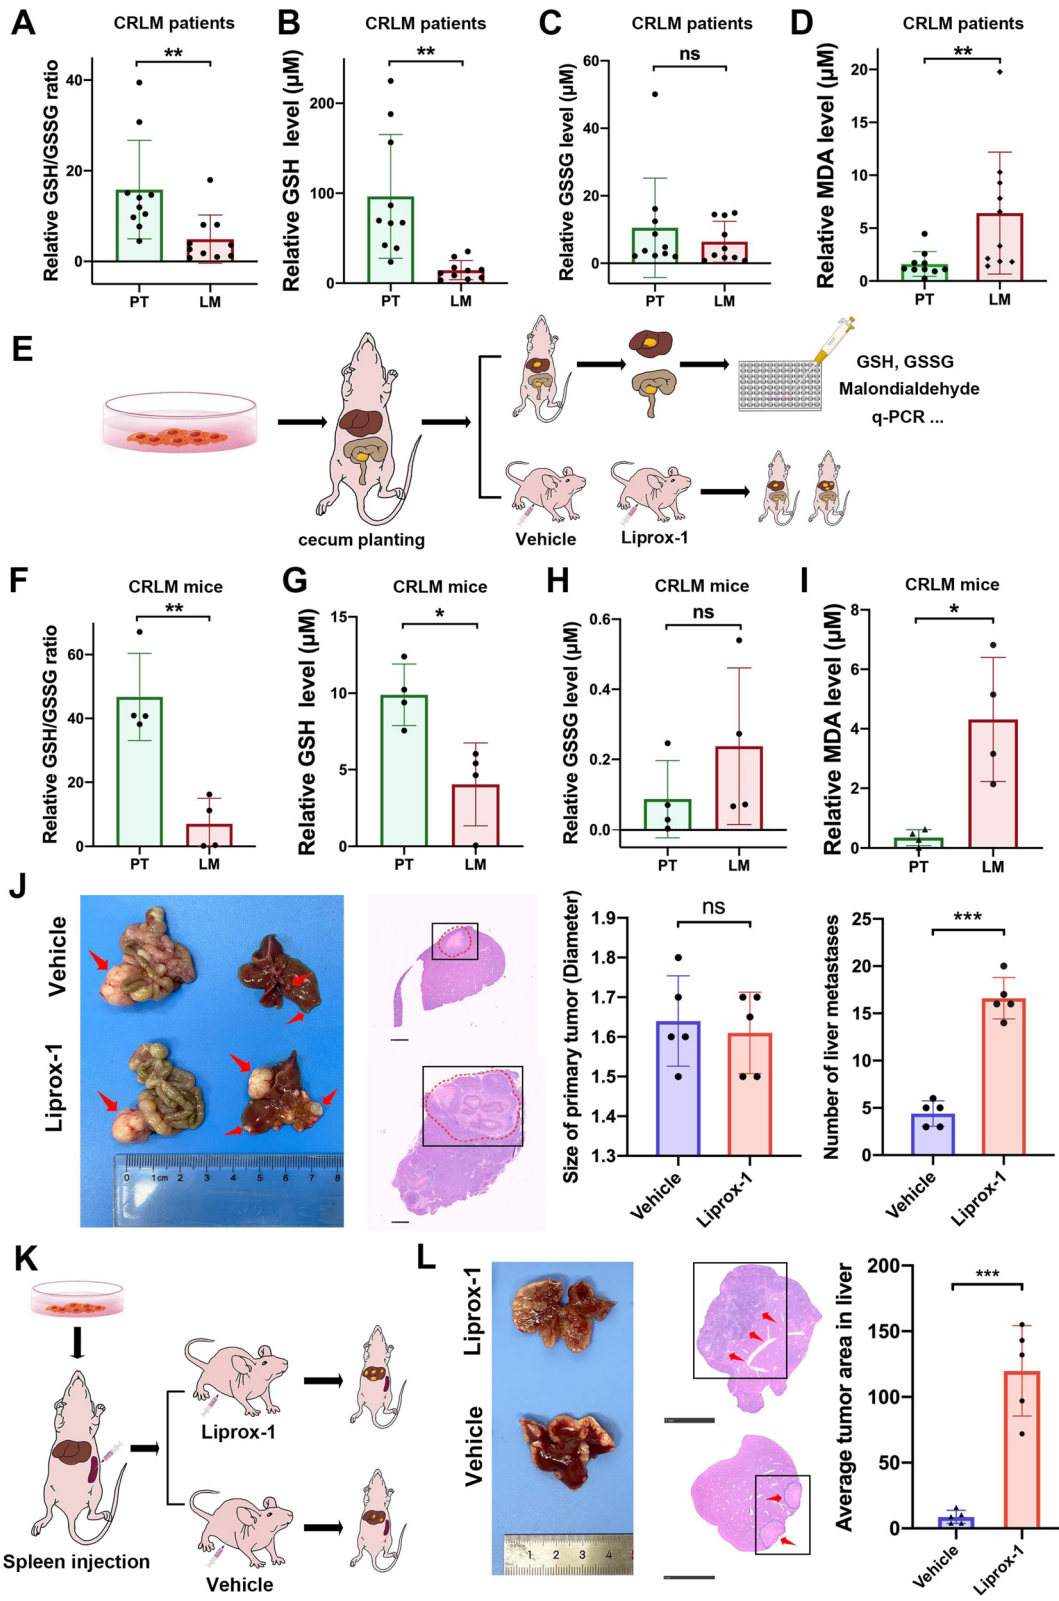 A
CRLM patients
**
Relative GSH/GSSG ratio
40
20
0
PT
LM
B
CRLM patients
**
Relative GSH level (μM)
200
100
0
PT
LM
C
CRLM patients
ns
Relative GSSG level (μM)
60
40
20
0
PT
LM
D
CRLM patients
**
Relative MDA level (μM)
20
15
10
5
0
PT
LM
E
cecum planting
GSH, GSSG
Malondialdehyde
q-PCR ...
Vehicle
Liprox-1
F
CRLM mice
**
Relative GSH/GSSG ratio
60
40
20
0
PT
LM
G
CRLM mice
*
Relative GSH level (μM)
15
10
5
0
PT
LM
H
CRLM mice
ns
Relative GSSG level (μM)
0.6
0.4
0.2
0.0
PT
LM
I
CRLM mice
*
Relative MDA level (μM)
8
6
4
2
0
PT
LM
J
Vehicle
Liprox-1
0 1cm 2 3 4 5 6 7 8
ns
Size of primary tumor (Diameter)
1.9
1.8
1.7
1.6
1.5
1.4
1.3
Vehicle
Liprox-1
***
Number of liver metastases
25
20
15
10
5
0
Vehicle
Liprox-1
K
Spleen injection
Liprox-1
Vehicle
L
Liprox-1
Vehicle
1 2 3 4
***
Average tumor area in liver
200
150
100
50
0
Vehicle
Liprox-1